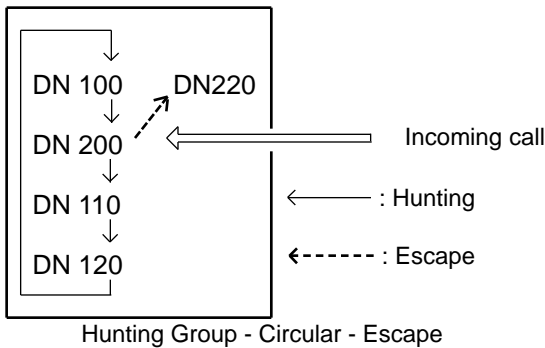 DN 100 DN220
DN 200
Incoming call
DN 110
: Hunting
DN 120
: Escape
Hunting Group - Circular - Escape